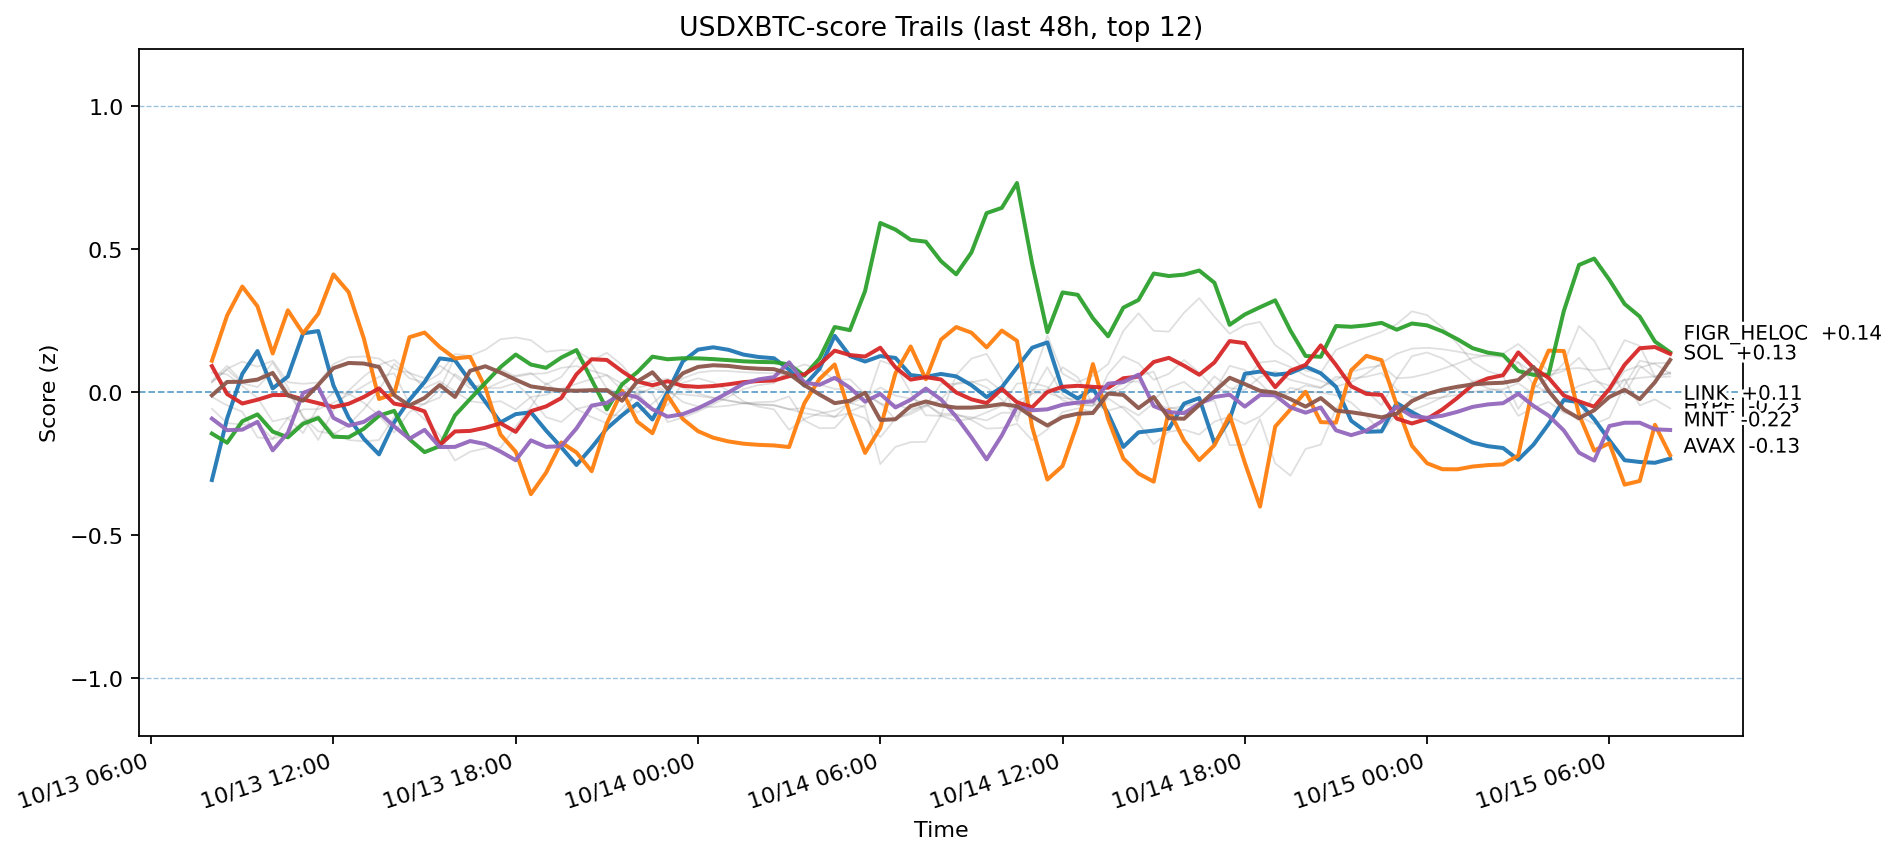 USDXBTC-score Trails (last 48h, top 12)
Score (z)
1.0
0.5
0.0
−0.5
−1.0
FIGR_HELOC +0.14
SOL +0.13
LINK +0.11
HYPE -0.23
MNT -0.22
AVAX -0.13
10/13 06:00
10/13 12:00
10/13 18:00
10/14 00:00
10/14 06:00
10/14 12:00
10/14 18:00
10/15 00:00
10/15 06:00
Time